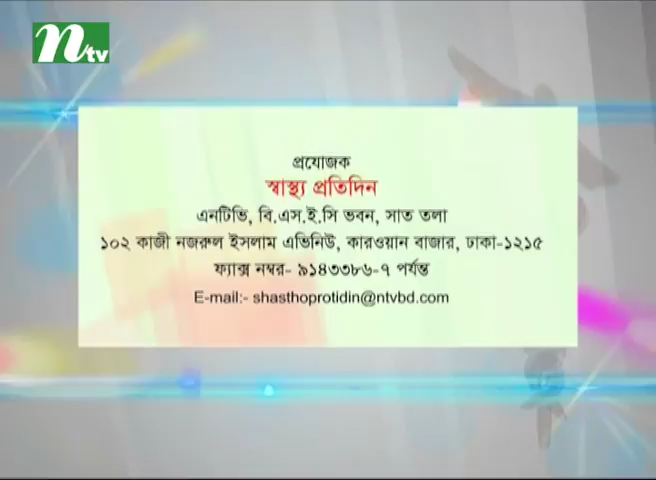 ntv
প্রযোজক
স্বাস্থ্য প্রতিদিন
এনটিভি, বি.এস.ই.সি ভবন, সাত তলা
১০২ কাজী নজরুল ইসলাম এভিনিউ, কারওয়ান বাজার, ঢাকা-১২১৫
ফ্যাক্স নম্বর- ৯১৪৩৩৮৬-৭ পর্যন্ত
E-mail:- shasthoprotidin@ntvbd.com